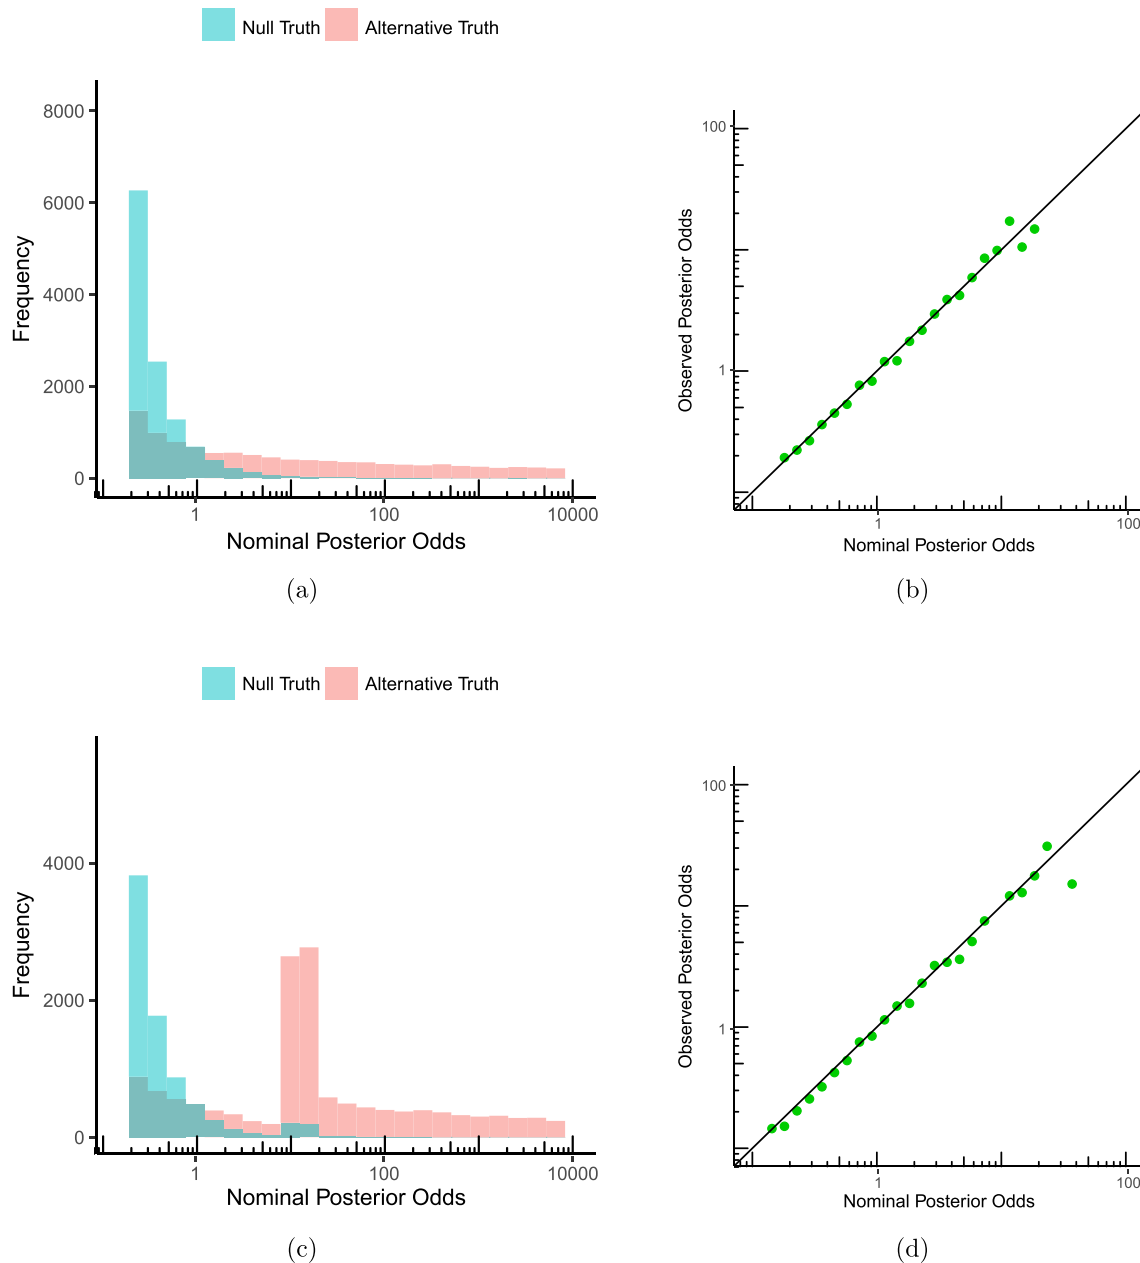 Null Truth Alternative Truth
8000
6000
4000
2000
0
Frequency
1 100 10000
Nominal Posterior Odds
(a)
100
1
Observed Posterior Odds
1 100
Nominal Posterior Odds
(b)
Null Truth Alternative Truth
4000
2000
0
Frequency
1 100 10000
Nominal Posterior Odds
(c)
100
1
Observed Posterior Odds
1 100
Nominal Posterior Odds
(d)